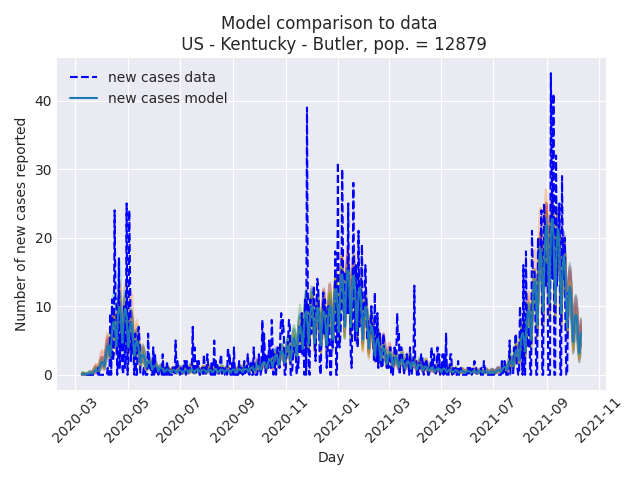 Model comparison to data
US - Kentucky - Butler, pop. = 12879
new cases data
new cases model
Number of new cases reported
40
30
20
10
0
2020-03
2020-05
2020-07
2020-09
2020-11
2021-01
2021-03
2021-05
2021-07
2021-09
2021-11
Day